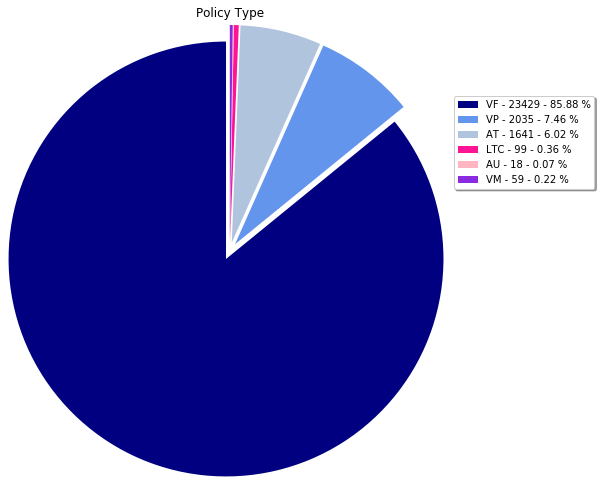 Policy Type
VF - 23429 - 85.88 %
VP - 2035 - 7.46 %
AT - 1641 - 6.02 %
LTC - 99 - 0.36 %
AU - 18 - 0.07 %
VM - 59 - 0.22 %